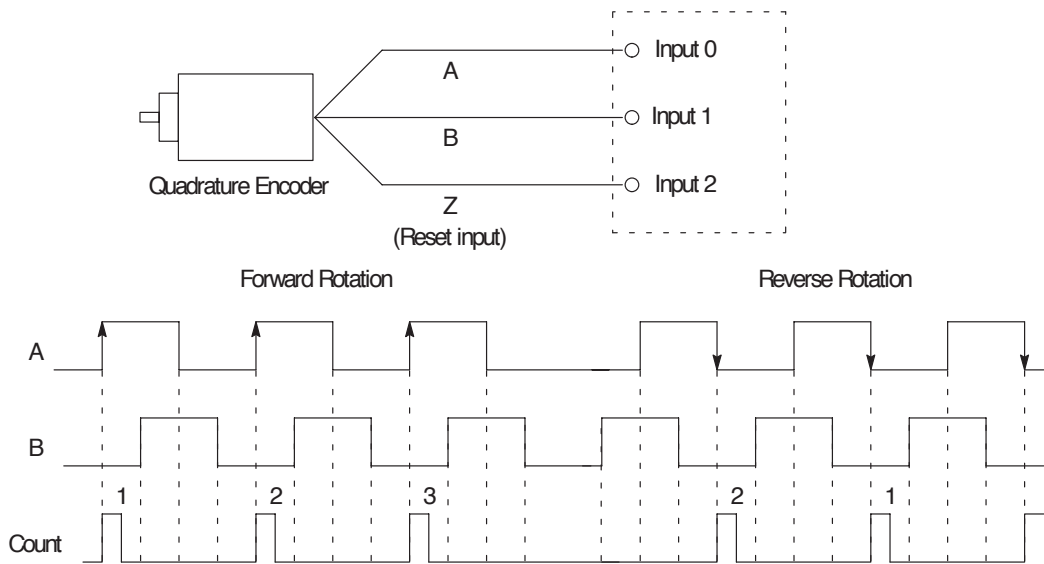 Input 0
A
Input 1
B
Quadrature Encoder
Input 2
Z
(Reset input)
Forward Rotation
Reverse Rotation
A
B
1
2
3
2
1
Count